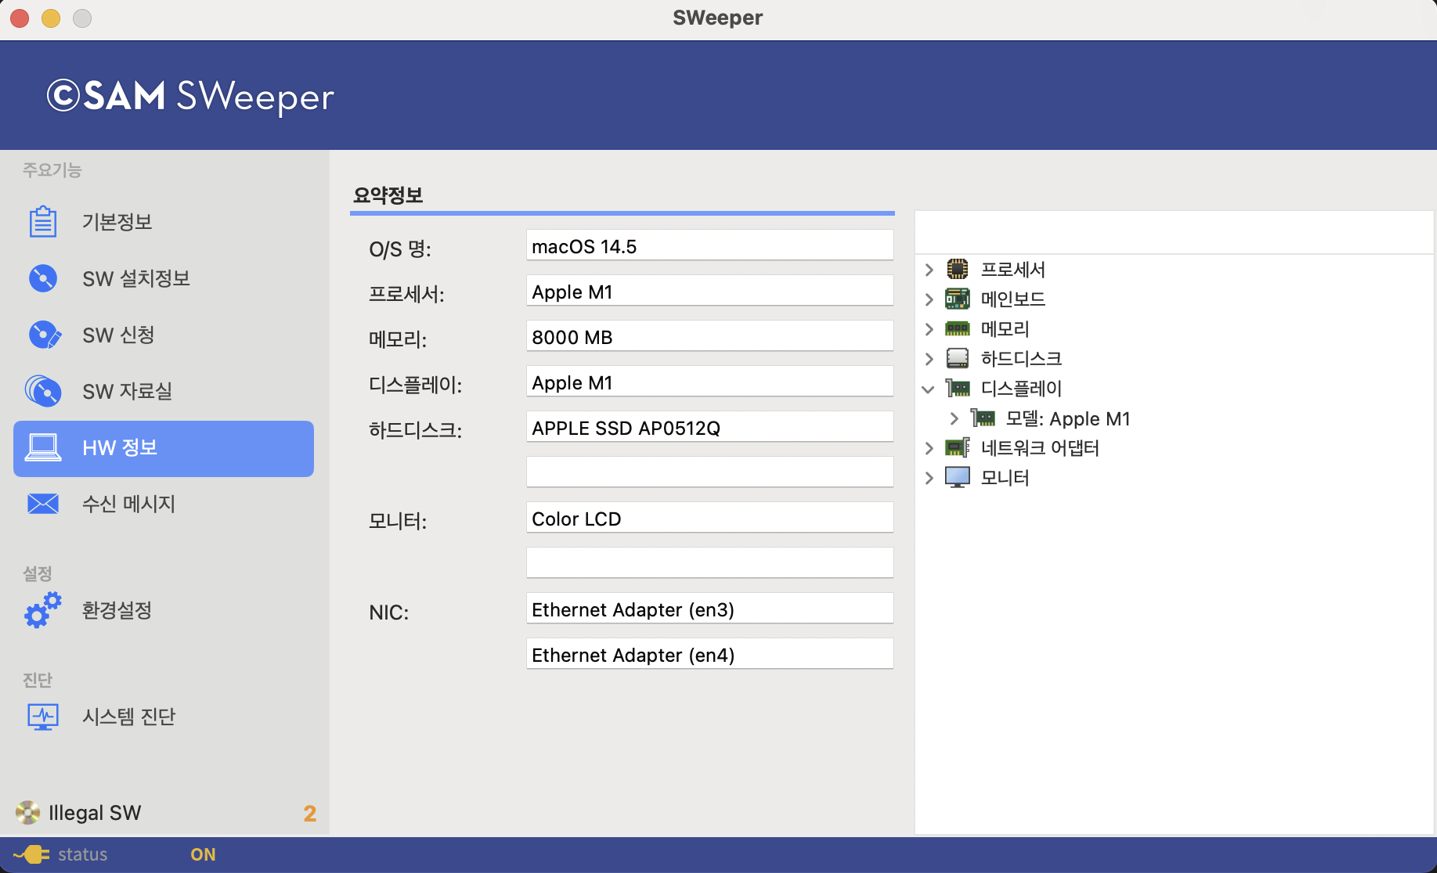 SWeeper
©SAM SWeeper
주요기능
기본정보
SW 설치정보
SW 신청
SW 자료실
HW 정보
수신 메시지
설정
환경설정
진단
시스템 진단
Illegal SW 2
요약정보
O/S 명: macOS 14.5
프로세서: Apple M1
메모리: 8000 MB
디스플레이: Apple M1
하드디스크: APPLE SSD AP0512Q
모니터: Color LCD
NIC: Ethernet Adapter (en3)
Ethernet Adapter (en4)
프로세서
메인보드
메모리
하드디스크
디스플레이
모델: Apple M1
네트워크 어댑터
모니터
status ON